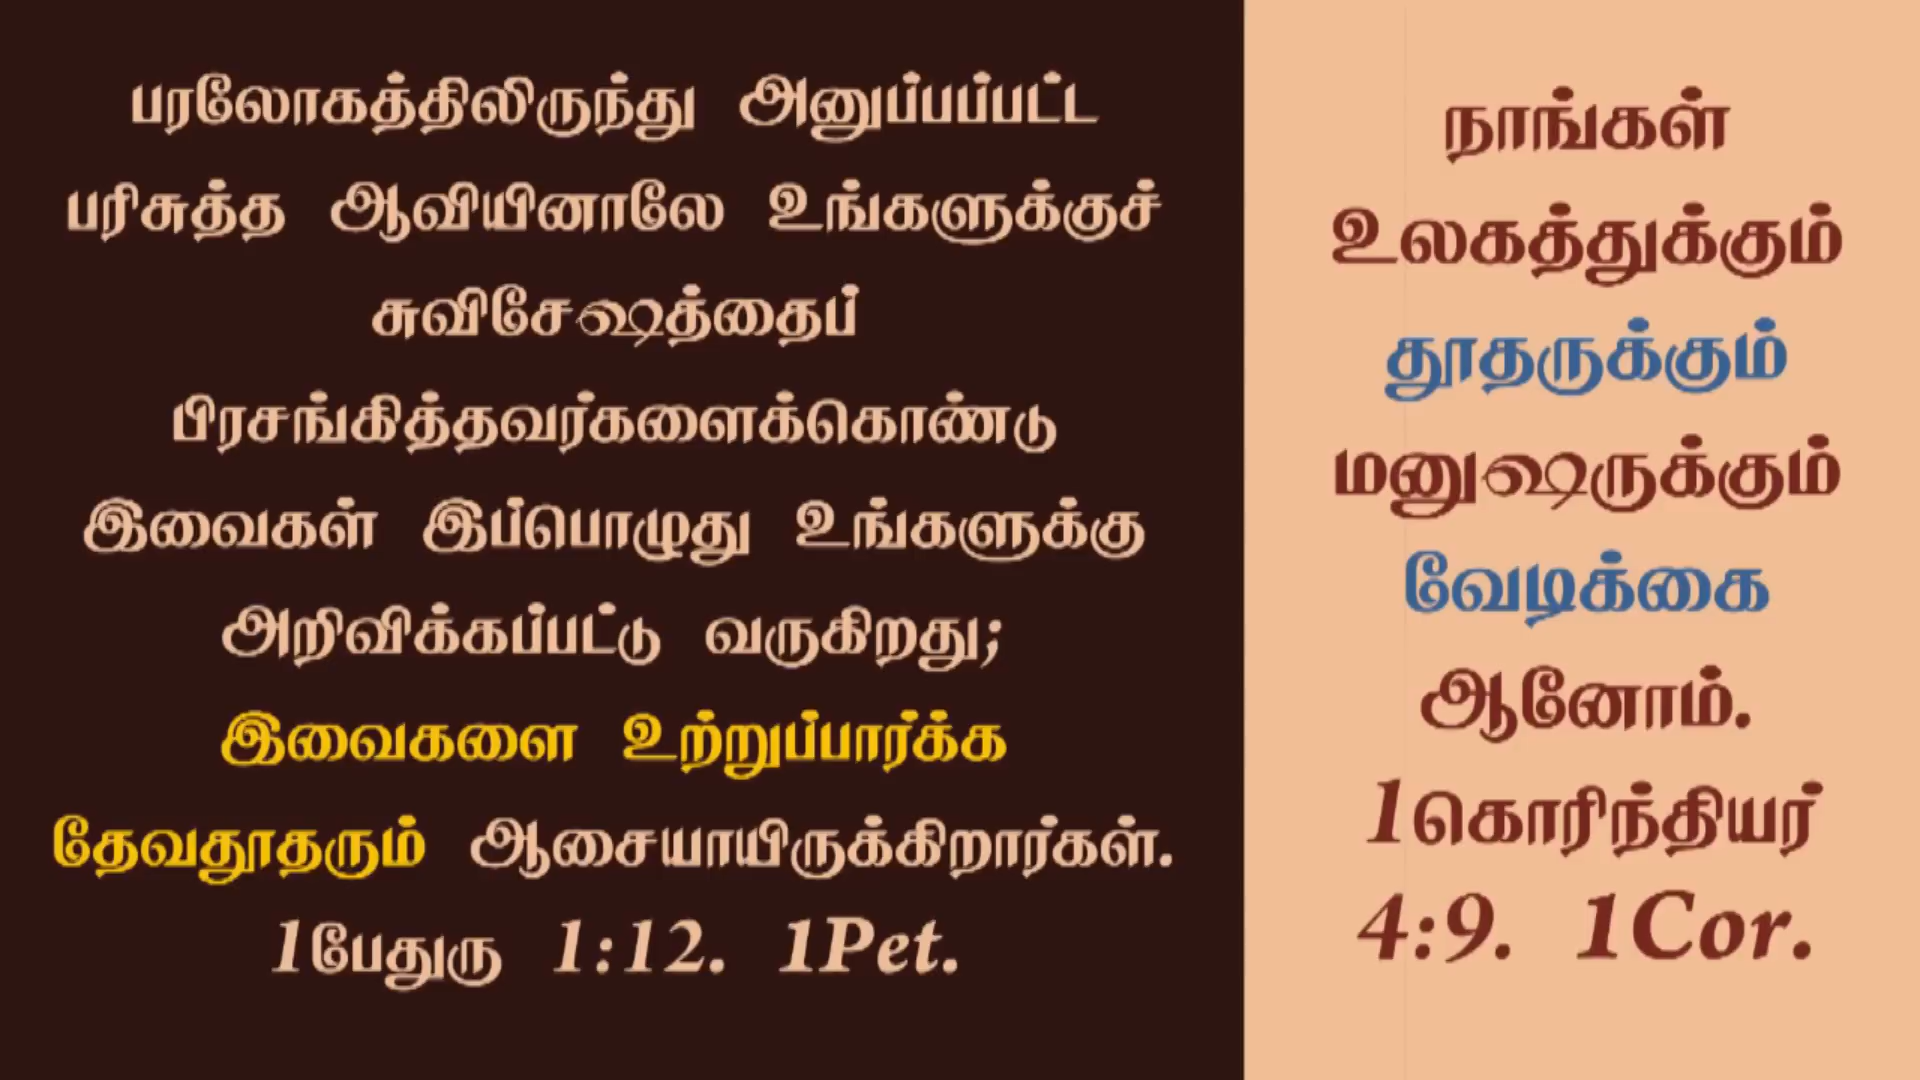 பரலோகத்திலிருந்து அனுப்பப்பட்ட
பரிசுத்த ஆவியினாலே உங்களுக்குச்
சுவிசேஷத்தைப்
பிரசங்கித்தவர்களைக்கொண்டு
இவைகள் இப்பொழுது உங்களுக்கு
அறிவிக்கப்பட்டு வருகிறது;
இவைகளை உற்றுப்பார்க்க
தேவதூதரும் ஆசையாயிருக்கிறார்கள்.
1பேதுரு 1:12. 1Pet.
நாங்கள்
உலகத்துக்கும்
தூதருக்கும்
மனுஷருக்கும்
வேடிக்கை
ஆனோம்.
1கொரிந்தியர்
4:9. 1Cor.